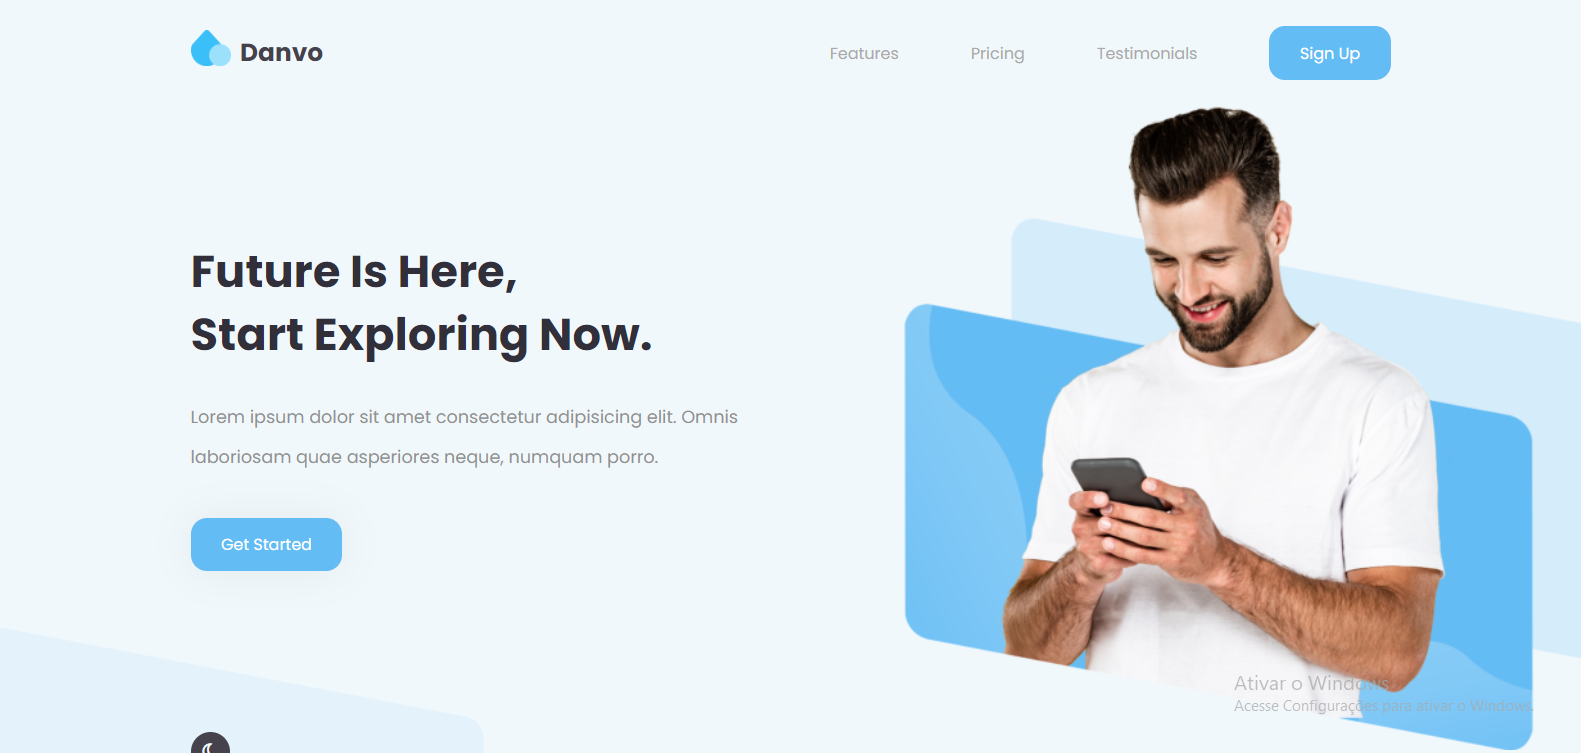 Danvo
Features
Pricing
Testimonials
Sign Up
Future Is Here,
Start Exploring Now.
Lorem ipsum dolor sit amet consectetur adipisicing elit. Omnis
laboriosam quae asperiores neque, numquam porro.
Get Started
Ativar o Windows
Acesse Configurações para ativar o Windows.